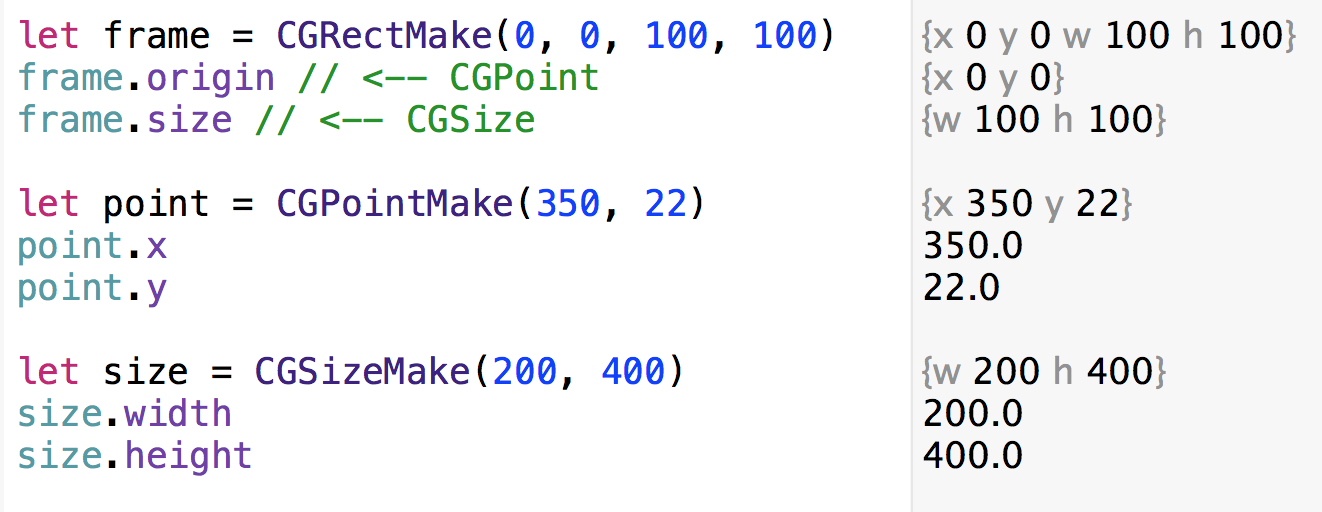 let frame = CGRectMake(0, 0, 100, 100) {x 0 y 0 w 100 h 100}
frame.origin // <-- CGPoint {x 0 y 0}
frame.size // <-- CGSize {w 100 h 100}
let point = CGPointMake(350, 22) {x 350 y 22}
point.x 350.0
point.y 22.0
let size = CGSizeMake(200, 400) {w 200 h 400}
size.width 200.0
size.height 400.0